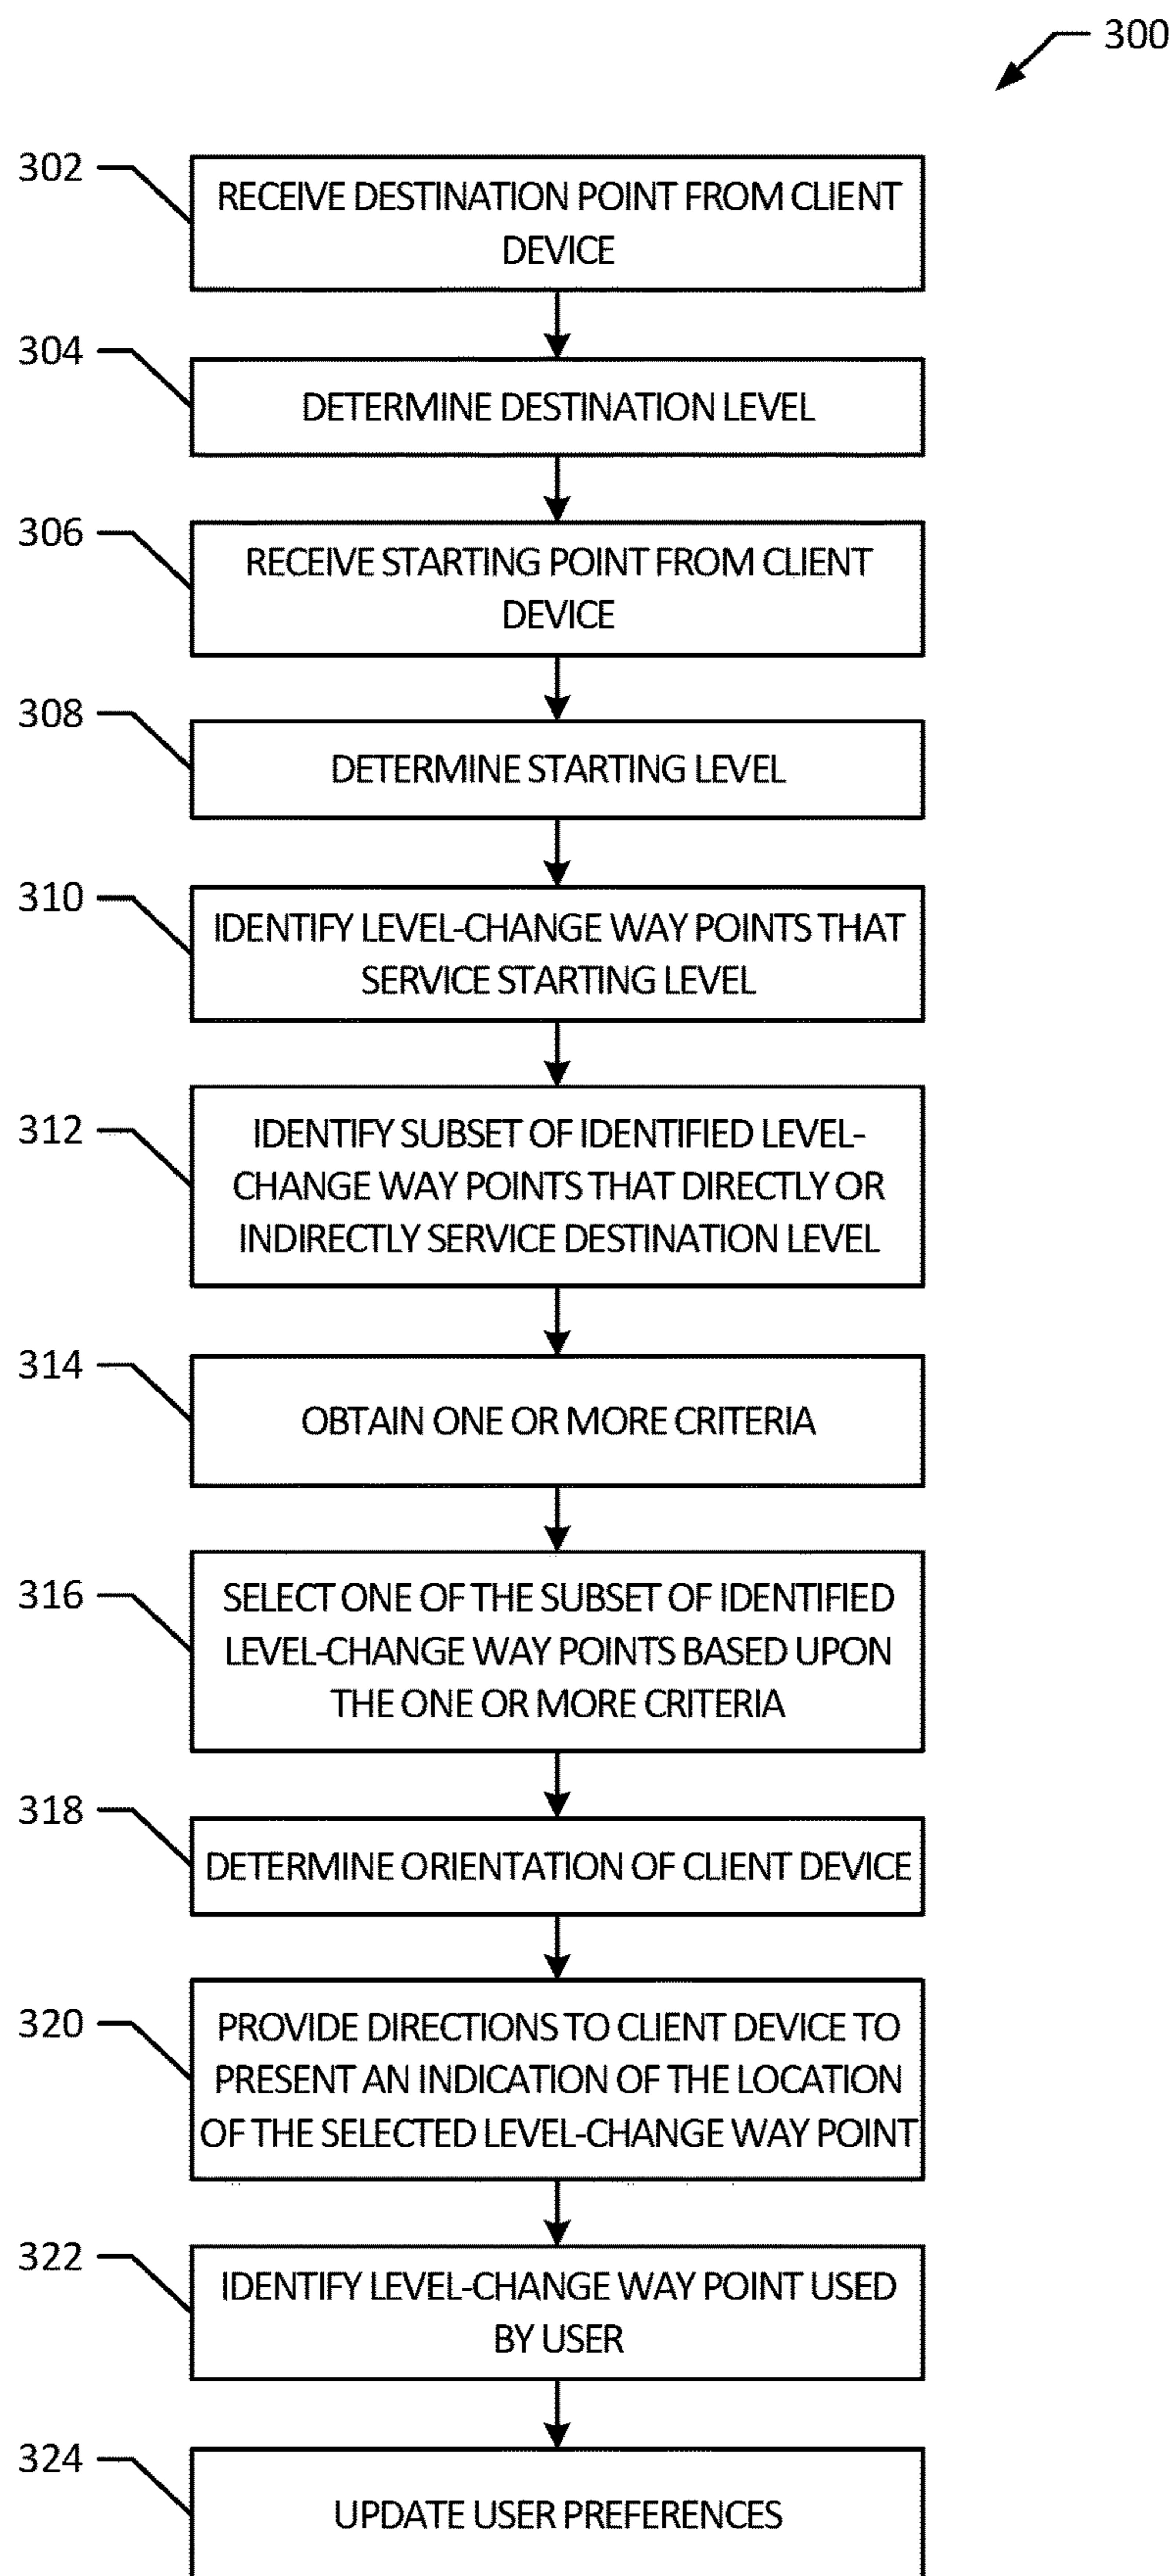 300
302
RECEIVE DESTINATION POINT FROM CLIENT
DEVICE
304
DETERMINE DESTINATION LEVEL
306
RECEIVE STARTING POINT FROM CLIENT
DEVICE
308
DETERMINE STARTING LEVEL
310
IDENTIFY LEVEL-CHANGE WAY POINTS THAT
SERVICE STARTING LEVEL
312
IDENTIFY SUBSET OF IDENTIFIED LEVEL-
CHANGE WAY POINTS THAT DIRECTLY OR
INDIRECTLY SERVICE DESTINATION LEVEL
314
OBTAIN ONE OR MORE CRITERIA
316
SELECT ONE OF THE SUBSET OF IDENTIFIED
LEVEL-CHANGE WAY POINTS BASED UPON
THE ONE OR MORE CRITERIA
318
DETERMINE ORIENTATION OF CLIENT DEVICE
320
PROVIDE DIRECTIONS TO CLIENT DEVICE TO
PRESENT AN INDICATION OF THE LOCATION
OF THE SELECTED LEVEL-CHANGE WAY POINT
322
IDENTIFY LEVEL-CHANGE WAY POINT USED
BY USER
324
UPDATE USER PREFERENCES